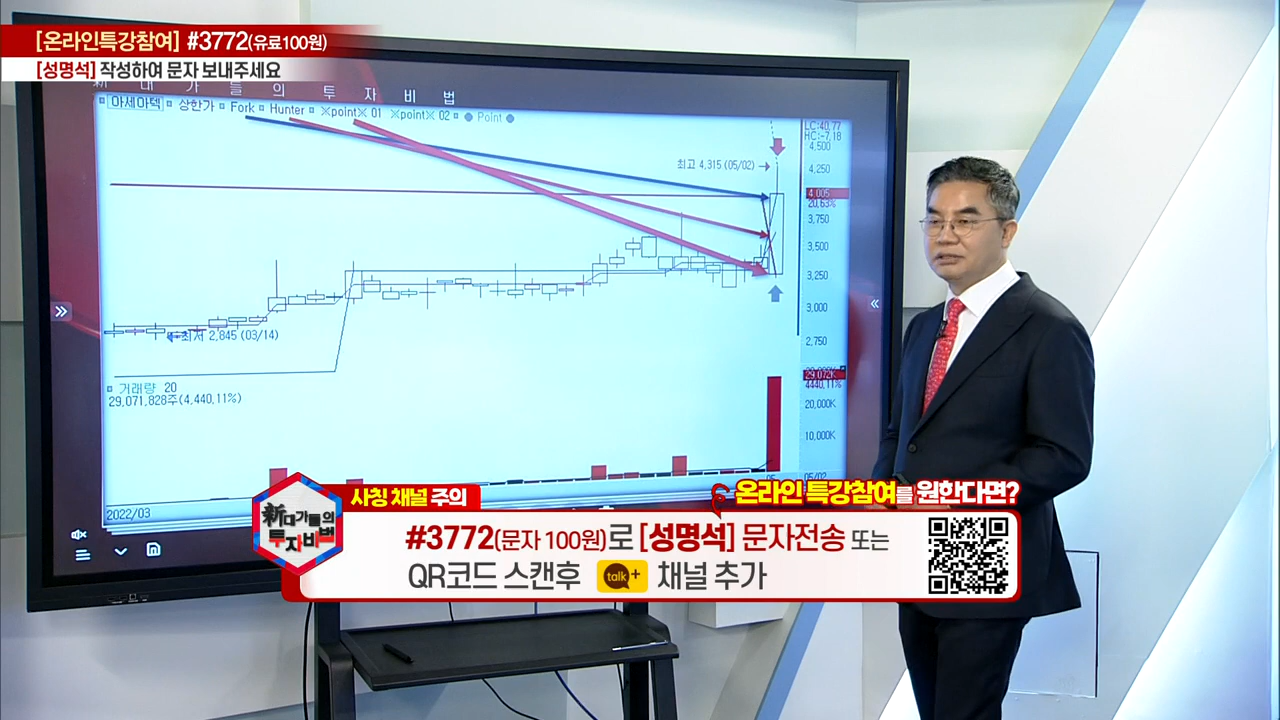 [온라인특강참여] #3772(유료100원)
[성명석] 작성하여 문자 보내주세요
新 대 가 들 의 투 자 비 법
아세아텍 상한가 Fork Hunter ※point※ 01 ※point※ 02 Point
LC:40.77
HC:-7.18
4,500
최고 4,315 (05/02)
4,250
4,005
20.63%
3,750
3,500
3,250
3,000
최저 2,845 (03/14)
2,750
거래량 20
29,071,828주(4,440.11%)
29,072K
4440.11%
20,000K
10,000K
2022/03
05/02
사칭 채널 주의
온라인 특강참여를 원한다면?
新대가들의
투자비법
#3772(문자 100원)로 [성명석] 문자전송 또는
QR코드 스캔후 talk+ 채널 추가